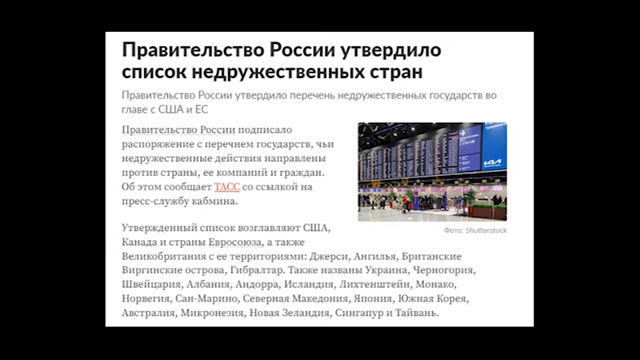 Правительство России утвердило
список недружественных стран
Правительство России утвердило перечень недружественных государств во
главе с США и ЕС
Правительство России подписало
распоряжение с перечнем государств, чьи
недружественные действия направлены
против страны, ее компаний и граждан.
Об этом сообщает ТАСС со ссылкой на
пресс-службу кабмина.
Фото: Shutterstock
Утвержденный список возглавляют США,
Канада и страны Евросоюза, а также
Великобритания с ее территориями: Джерси, Ангилья, Британские
Виргинские острова, Гибралтар. Также названы Украина, Черногория,
Швейцария, Албания, Андорра, Исландия, Лихтенштейн, Монако,
Норвегия, Сан-Марино, Северная Македония, Япония, Южная Корея,
Австралия, Микронезия, Новая Зеландия, Сингапур и Тайвань.